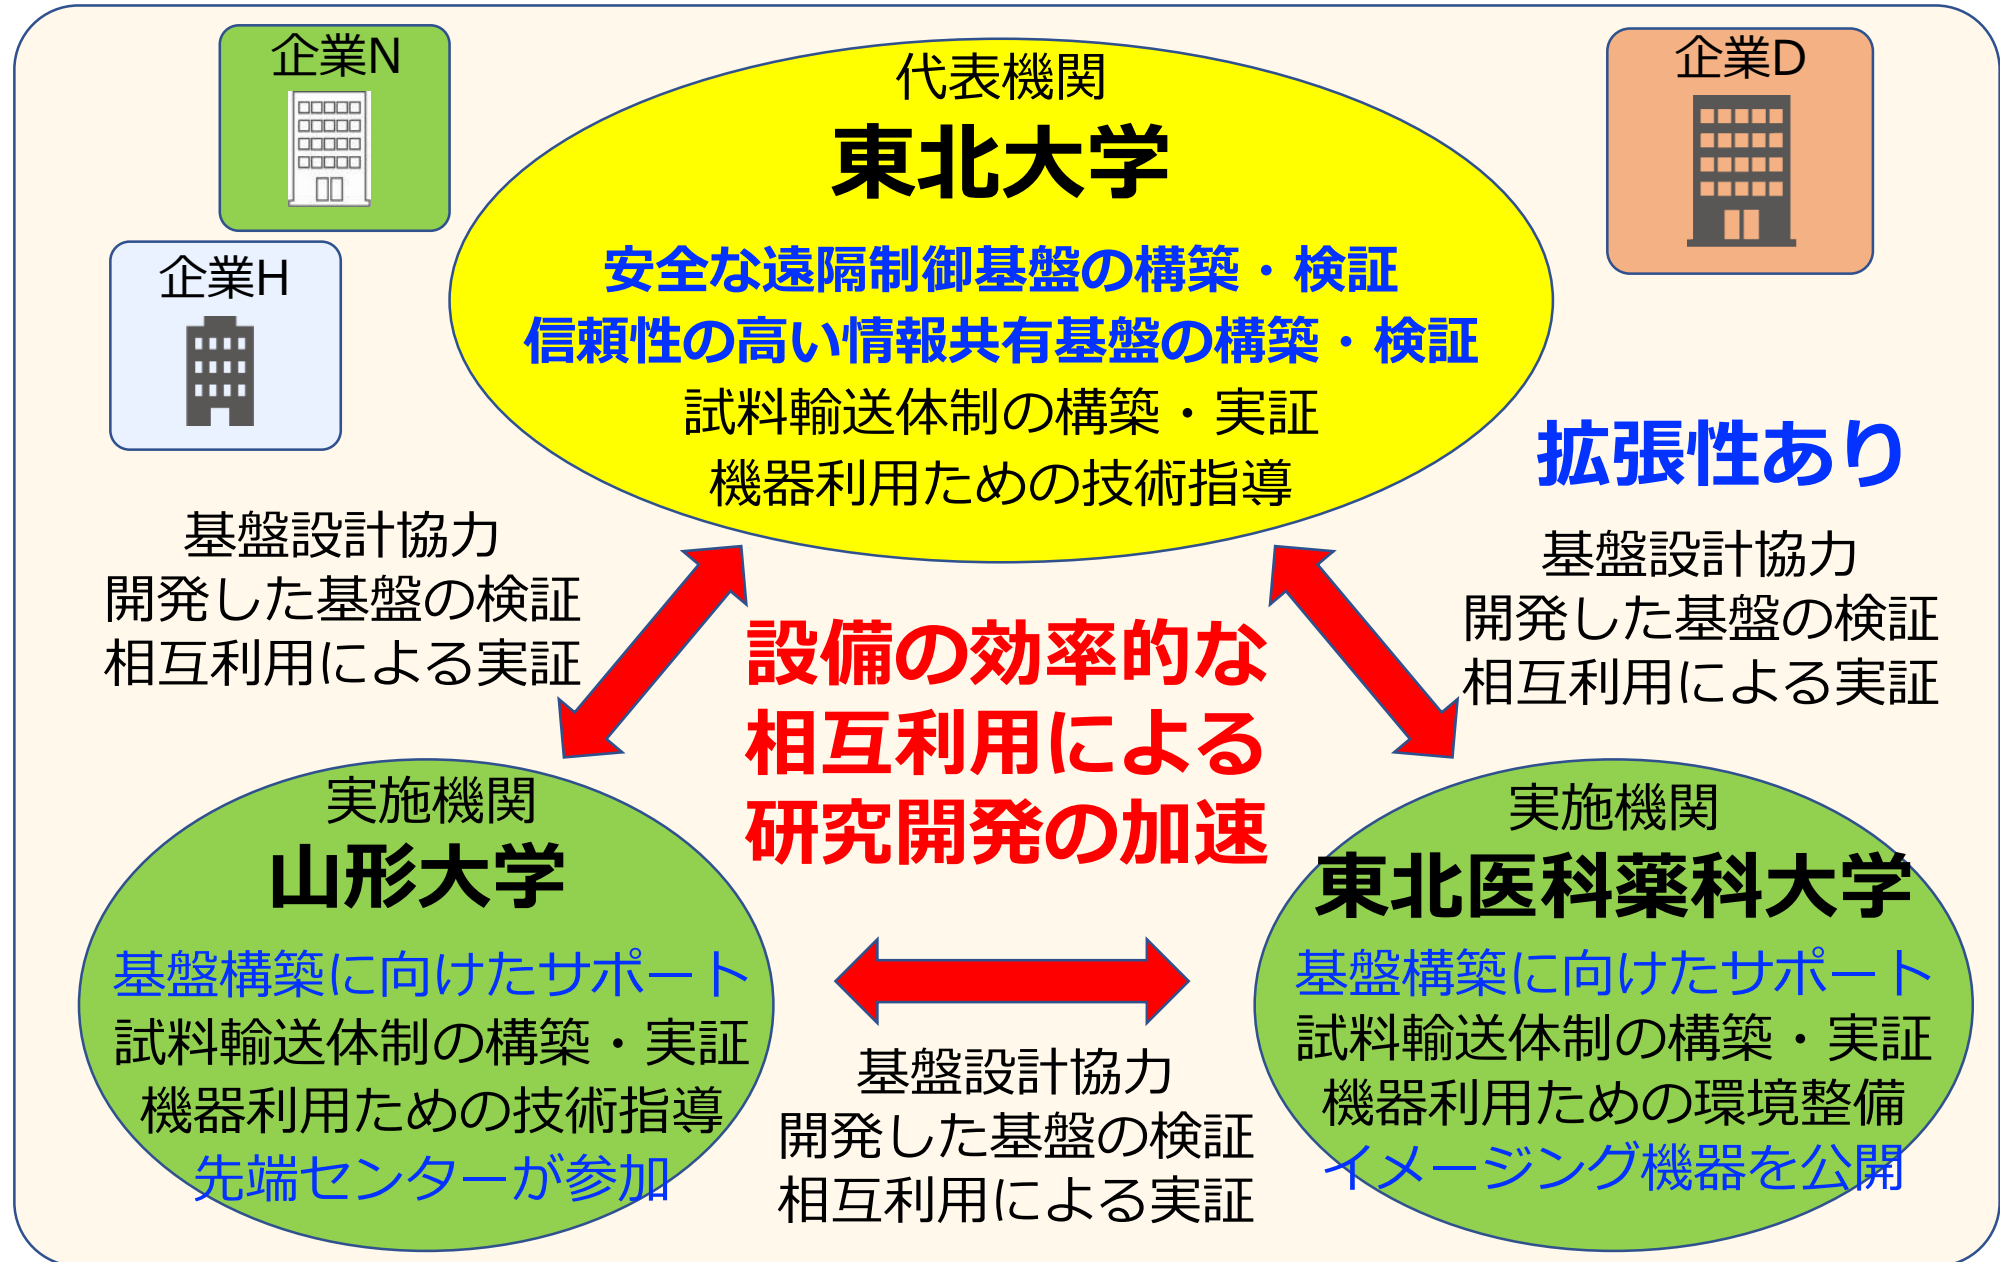 企業N
企業H
代表機関
東北大学
安全な遠隔制御基盤の構築・検証
信頼性の高い情報共有基盤の構築・検証
試料輸送体制の構築・実証
機器利用ための技術指導
企業D
拡張性あり
基盤設計協力
開発した基盤の検証
相互利用による実証
基盤設計協力
開発した基盤の検証
相互利用による実証
設備の効率的な
相互利用による
研究開発の加速
実施機関
山形大学
基盤構築に向けたサポート
試料輸送体制の構築・実証
機器利用ための技術指導
先端センターが参加
基盤設計協力
開発した基盤の検証
相互利用による実証
実施機関
東北医科薬科大学
基盤構築に向けたサポート
試料輸送体制の構築・実証
機器利用ための環境整備
イメージング機器を公開